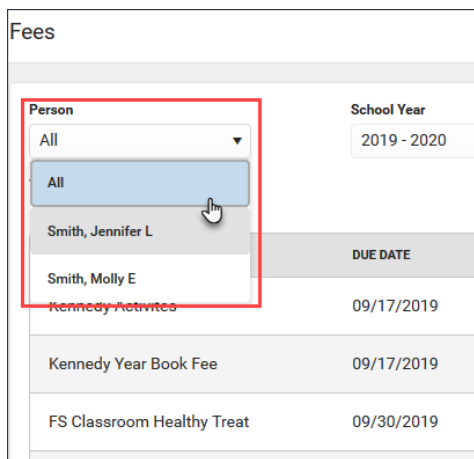 Fees
Person
School Year
All
2019 - 2020
All
Smith, Jennifer L
Smith, Molly E
DUE DATE
Kennedy Activites
09/17/2019
Kennedy Year Book Fee
09/17/2019
FS Classroom Healthy Treat
09/30/2019